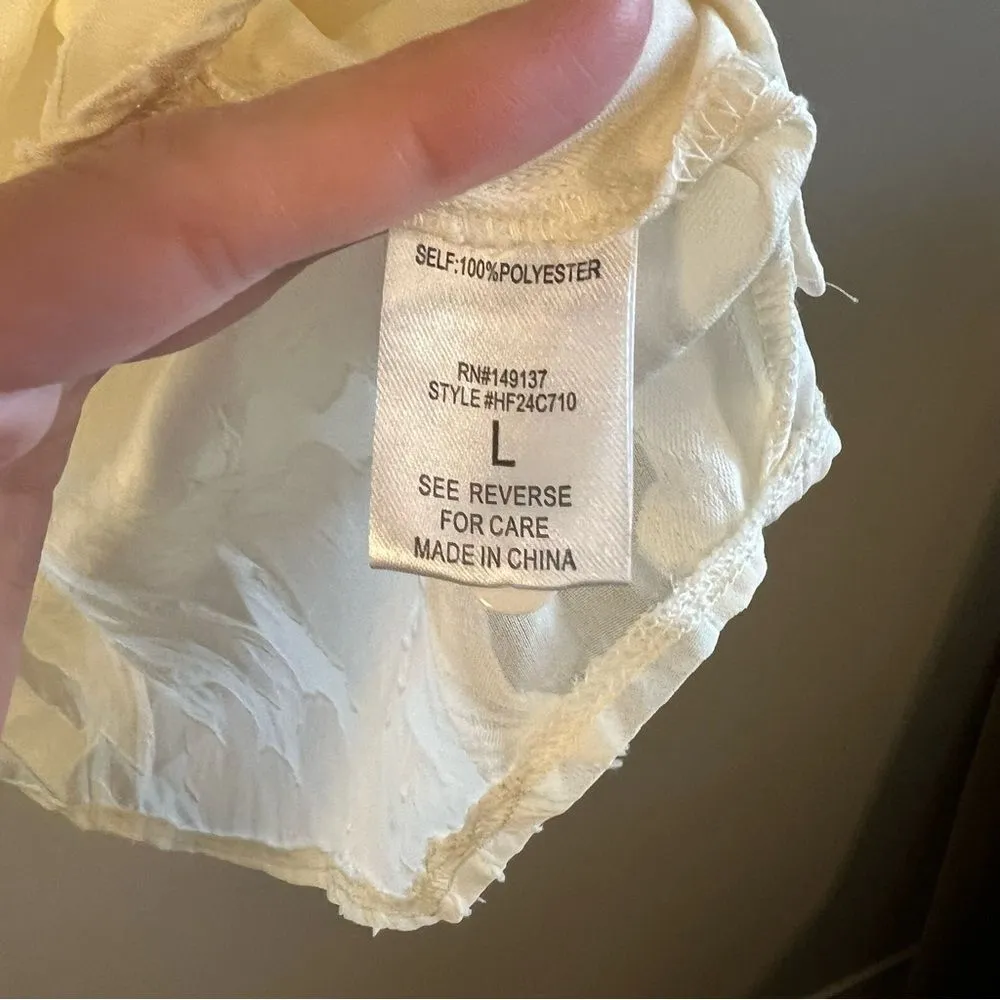 SELF:100%POLYESTER
RN#149137
STYLE #HF24C710
L
SEE REVERSE
FOR CARE
MADE IN CHINA